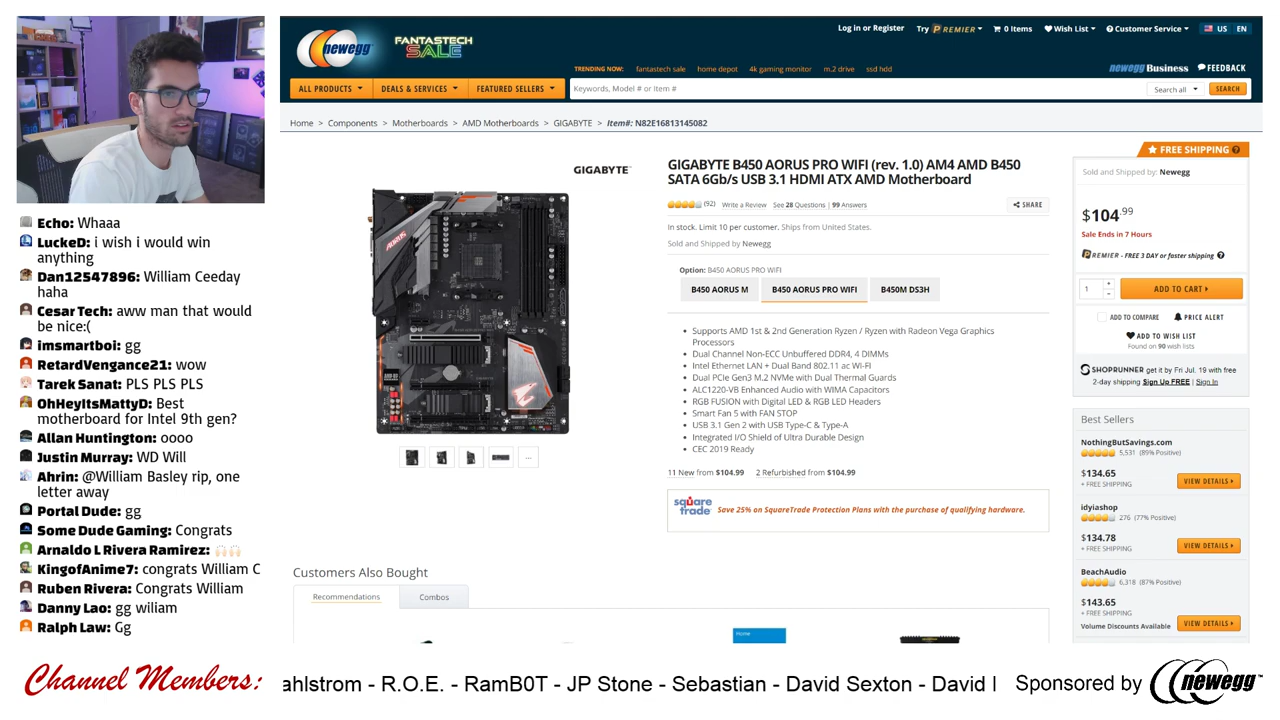 Log in or Register Try PREMIER 0 Items Wish List Customer Service US EN
newegg FANTASTECH SALE
TRENDING NOW: fantastech sale home depot 4k gaming monitor m.2 drive ssd hdd newegg Business FEEDBACK
ALL PRODUCTS DEALS & SERVICES FEATURED SELLERS Keywords, Model # or Item # Search all SEARCH
Home > Components > Motherboards > AMD Motherboards > GIGABYTE > Item#: N82E16813145082
GIGABYTE
AORUS
GIGABYTE B450 AORUS PRO WIFI (rev. 1.0) AM4 AMD B450
SATA 6Gb/s USB 3.1 HDMI ATX AMD Motherboard
(92) Write a Review See 28 Questions | 99 Answers SHARE
In stock. Limit 10 per customer. Ships from United States.
Sold and Shipped by Newegg
Option: B450 AORUS PRO WIFI
B450 AORUS M B450 AORUS PRO WIFI B450M DS3H
Supports AMD 1st & 2nd Generation Ryzen / Ryzen with Radeon Vega Graphics
Processors
Dual Channel Non-ECC Unbuffered DDR4, 4 DIMMs
Intel Ethernet LAN + Dual Band 802.11 ac WI-FI
Dual PCIe Gen3 M.2 NVMe with Dual Thermal Guards
ALC1220-VB Enhanced Audio with WIMA Capacitors
RGB FUSION with Digital LED & RGB LED Headers
Smart Fan 5 with FAN STOP
USB 3.1 Gen 2 with USB Type-C & Type-A
Integrated I/O Shield of Ultra Durable Design
CEC 2019 Ready
11 New from $104.99 2 Refurbished from $104.99
square trade Save 25% on SquareTrade Protection Plans with the purchase of qualifying hardware.
Customers Also Bought
Recommendations Combos
Home
FREE SHIPPING
Sold and Shipped by: Newegg
$104.99
Sale Ends in 7 Hours
PREMIER - FREE 3 DAY or faster shipping
1 ADD TO CART
ADD TO COMPARE PRICE ALERT
ADD TO WISH LIST
Found on 90 wish lists
SHOPRUNNER get it by Fri Jul. 19 with free
2-day shipping Sign Up FREE | Sign In
Best Sellers
NothingButSavings.com
5,531 (89% Positive)
$134.65
+ FREE SHIPPING
VIEW DETAILS
idyiashop
276 (77% Positive)
$134.78
+ FREE SHIPPING
VIEW DETAILS
BeachAudio
6,318 (87% Positive)
$143.65
Volume Discounts Available
VIEW DETAILS
Echo: Whaaa
LuckeD: i wish i would win
anything
Dan12547896: William Ceeday
haha
Cesar Tech: aww man that would
be nice:(
imsmartboi: gg
RetardVengance21: wow
Tarek Sanat: PLS PLS PLS
OhHeyItsMattyD: Best
motherboard for Intel 9th gen?
Allan Huntington: oooo
Justin Murray: WD Will
Ahrin: @William Basley rip, one
letter away
Portal Dude: gg
Some Dude Gaming: Congrats
Arnaldo L Rivera Ramirez: 🙌🏻🙌🏻
KingofAnime7: congrats William C
Ruben Rivera: Congrats William
Danny Lao: gg wiliam
Ralph Law: Gg
Channel Members: ahlstrom - R.O.E. - RamB0T - JP Stone - Sebastian - David Sexton - David Sponsored by newegg